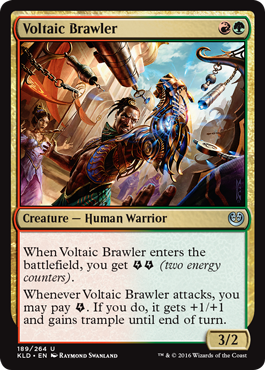 Voltaic Brawler
Creature — Human Warrior
When Voltaic Brawler enters the
battlefield, you get (two energy
counters).
Whenever Voltaic Brawler attacks, you
may pay . If you do, it gets +1/+1
and gains trample until end of turn.
3/2
189/264 U
KLD • EN RAYMOND SWANLAND
™ & © 2016 Wizards of the Coast